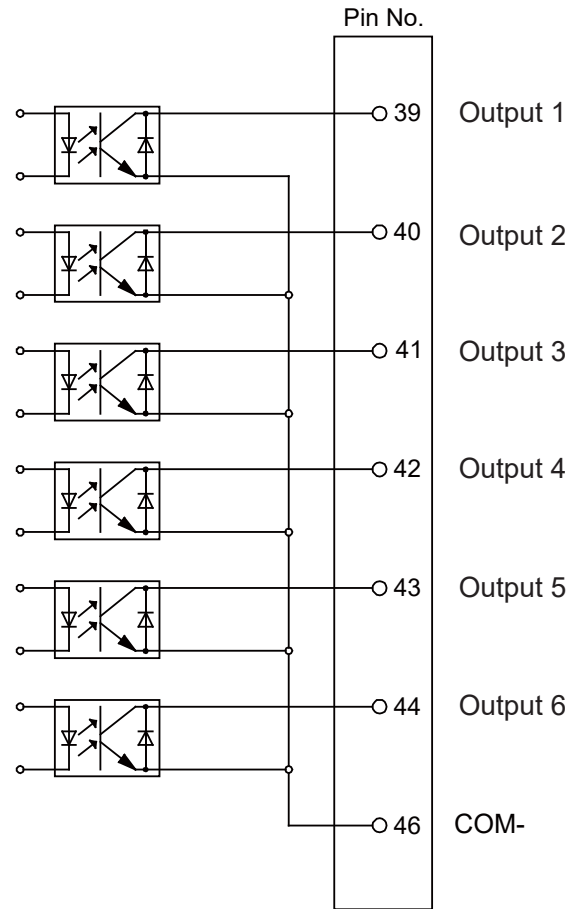 Pin No.
39 Output 1
40 Output 2
41 Output 3
42 Output 4
43 Output 5
44 Output 6
46 COM-